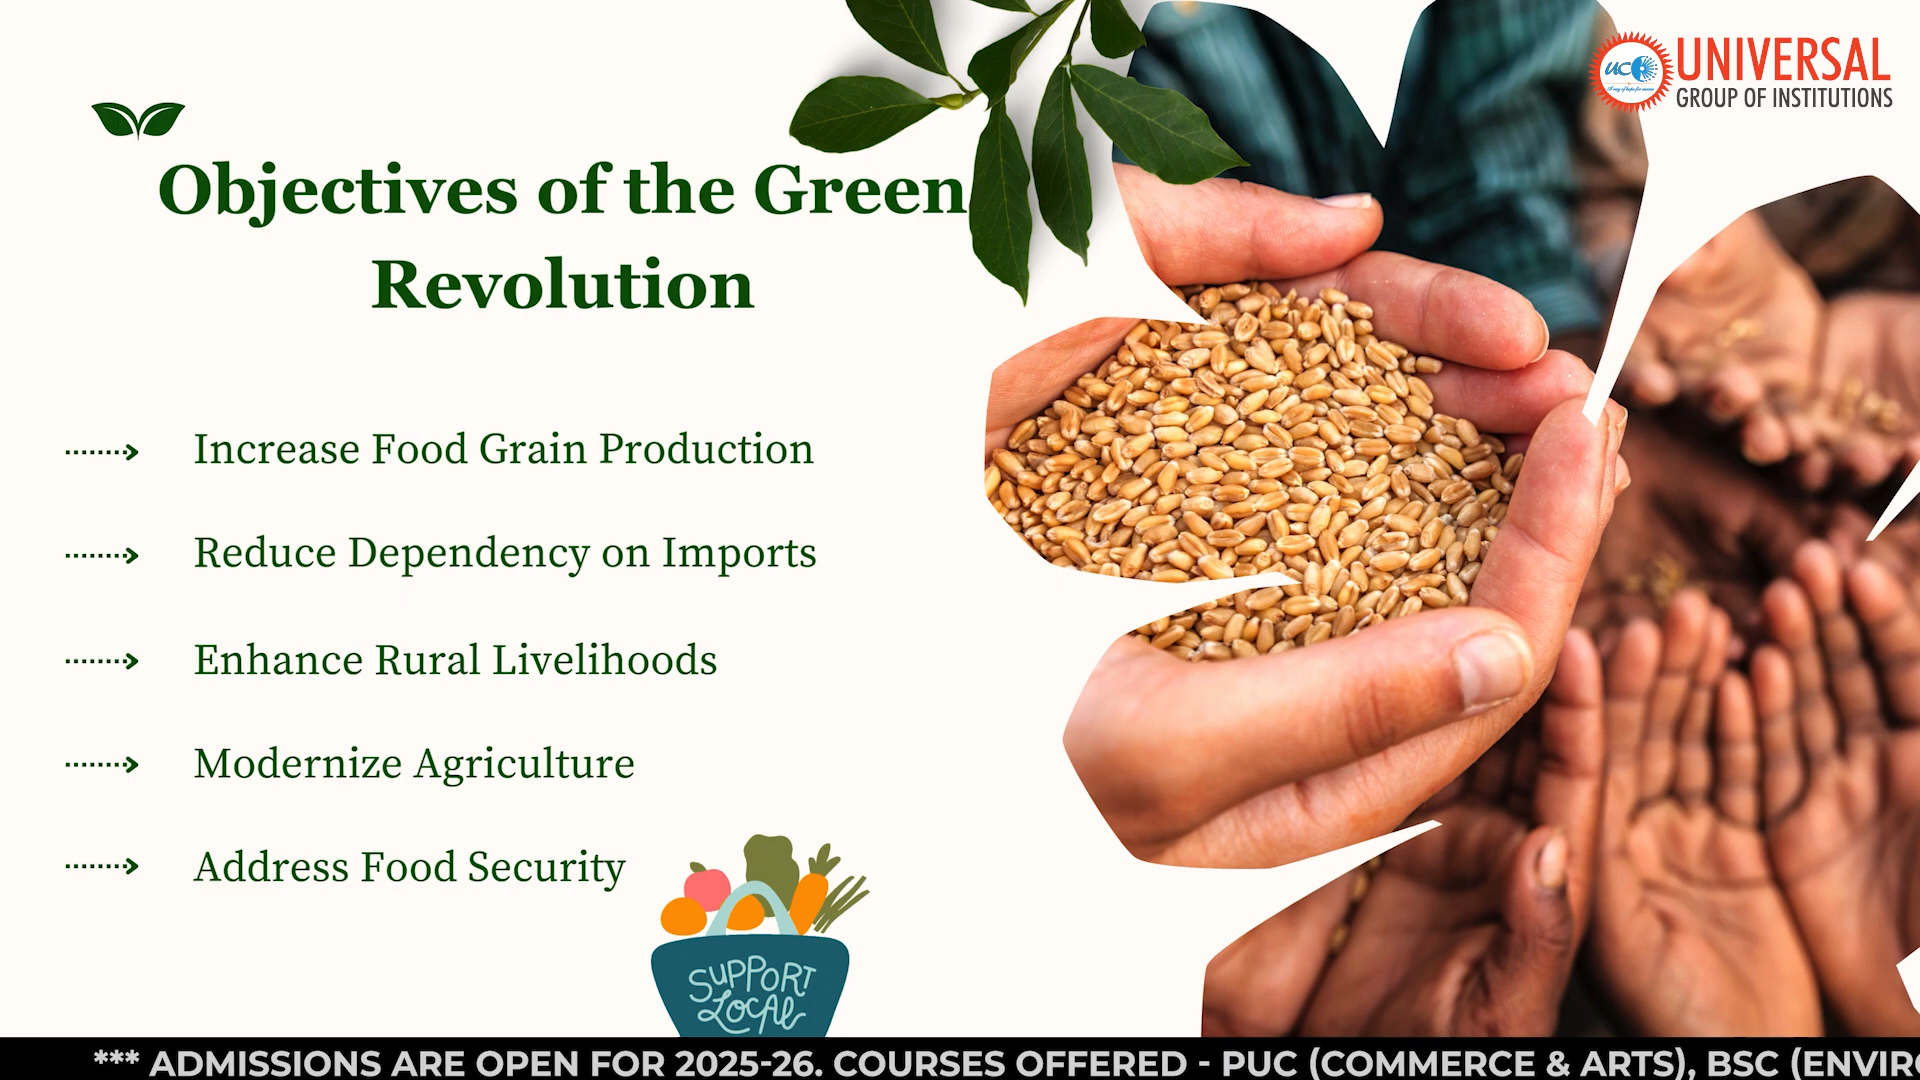 UNIVERSAL
GROUP OF INSTITUTIONS
UC
Objectives of the Green
Revolution
Increase Food Grain Production
Reduce Dependency on Imports
Enhance Rural Livelihoods
Modernize Agriculture
Address Food Security
SUPPORT
LOCAL
*** ADMISSIONS ARE OPEN FOR 2025-26. COURSES OFFERED - PUC (COMMERCE & ARTS), BSC (ENVIRO